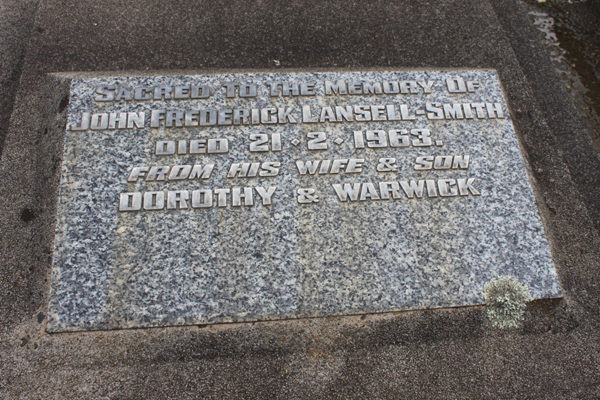 Sacred To The Memory Of
John Frederick Lansell-Smith
Died 21·2·1963.
From His Wife & Son
Dorothy & Warwick